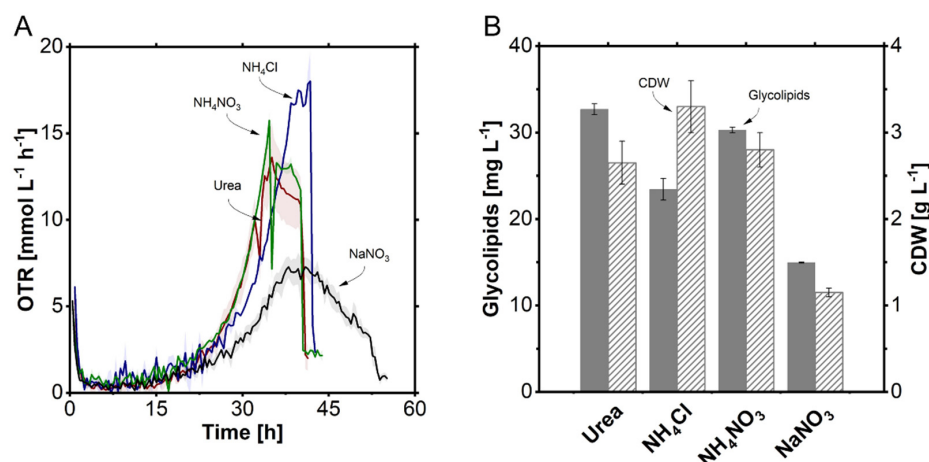 A
OTR [mmol L⁻¹ h⁻¹]
20
15
10
5
0
NH₄Cl
NH₄NO₃
Urea
NaNO₃
0
15
30
45
60
Time [h]
B
Glycolipids [mg L⁻¹]
40
30
20
10
0
CDW
Glycolipids
4
3
2
1
0
CDW [g L⁻¹]
Urea
NH₄Cl
NH₄NO₃
NaNO₃